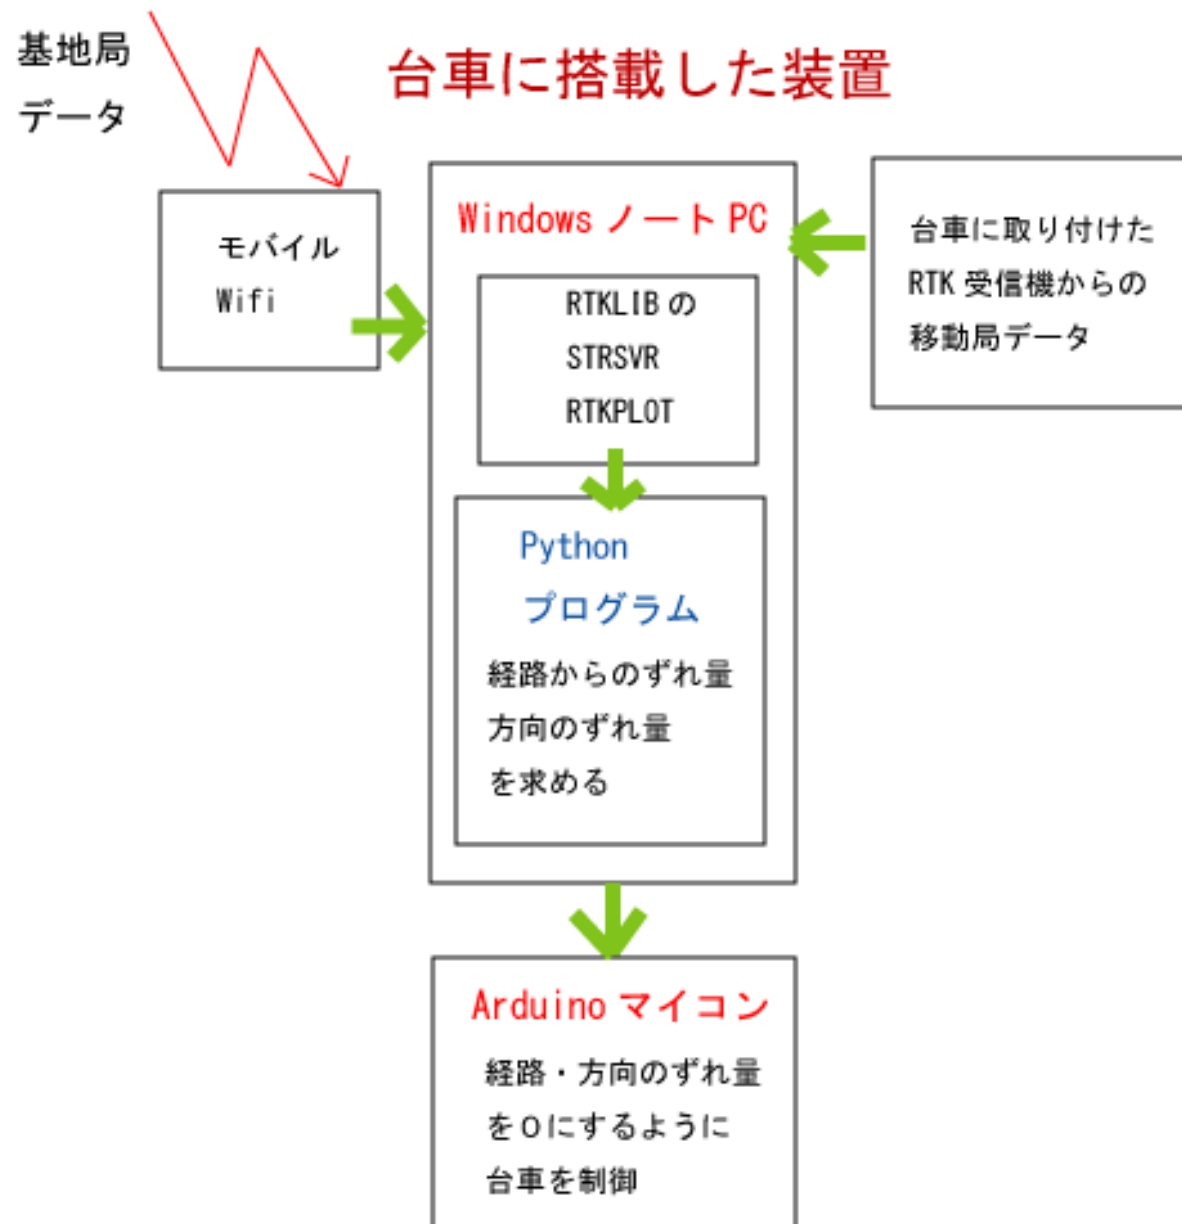 基地局
データ
台車に搭載した装置
モバイル
Wifi
Windows ノート PC
RTKLIB の
STRSVR
RTKPLOT
台車に取り付けた
RTK 受信機からの
移動局データ
Python
プログラム
経路からのずれ量
方向のずれ量
を求める
Arduino マイコン
経路・方向のずれ量
を０にするように
台車を制御